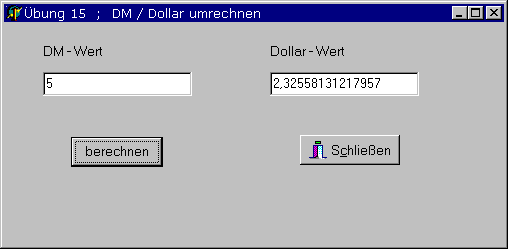 Übung 15 ; DM / Dollar umrechnen
DM-Wert Dollar-Wert
5 2,32558131217957
berechnen Schließen